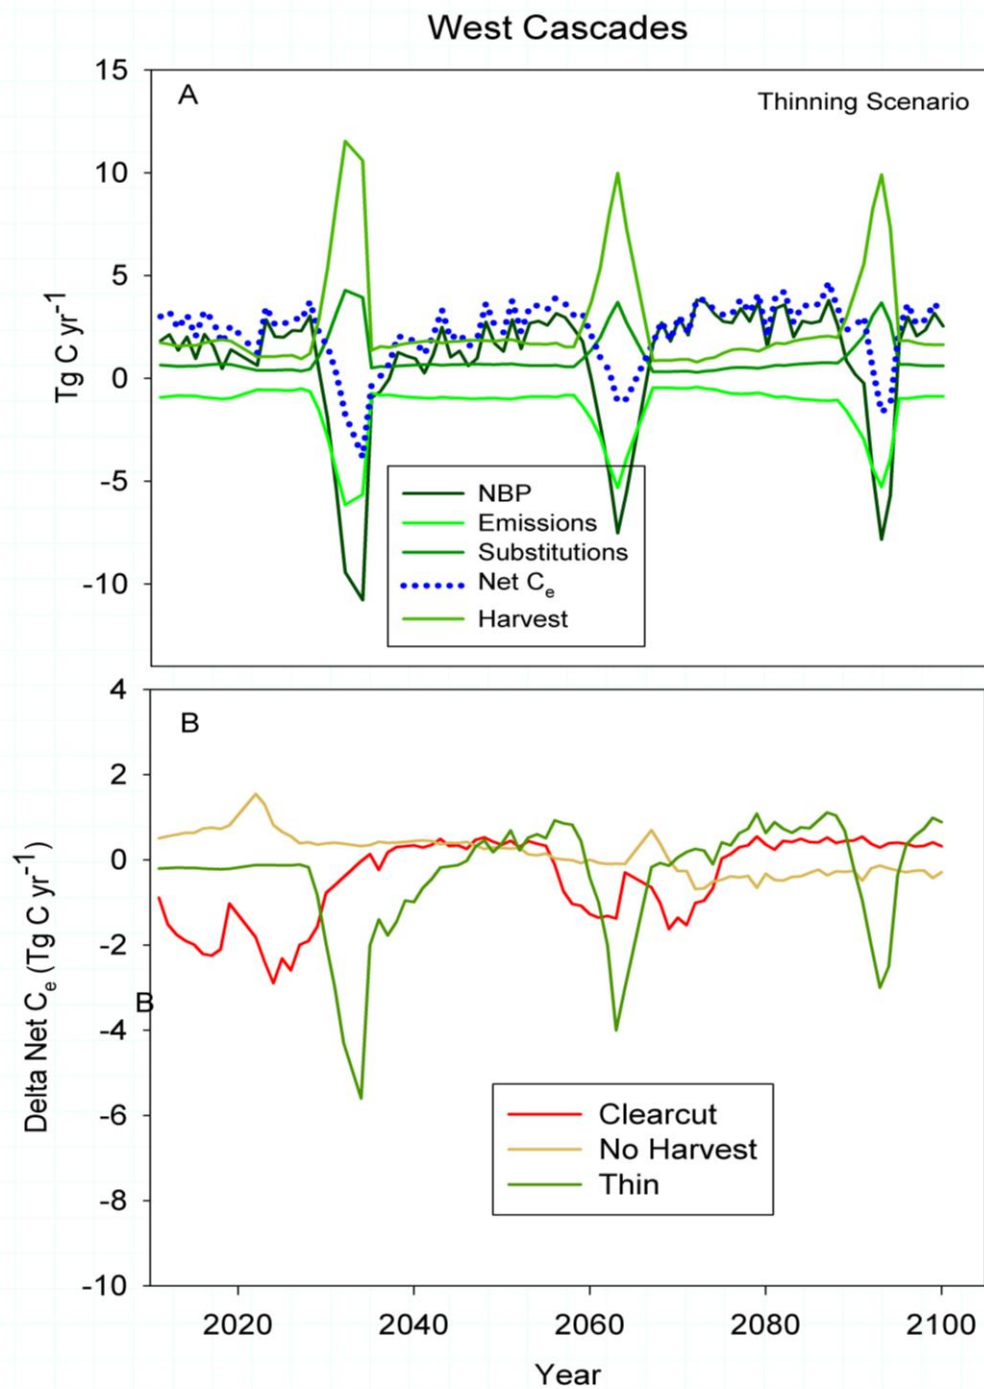 West Cascades
A
Thinning Scenario
15
10
5
0
-5
-10
Tg C yr-1
NBP
Emissions
Substitutions
Net Ce
Harvest
B
4
2
0
-2
-4
-6
-8
-10
Delta Net Ce (Tg C yr-1)
B
Clearcut
No Harvest
Thin
2020 2040 2060 2080 2100
Year